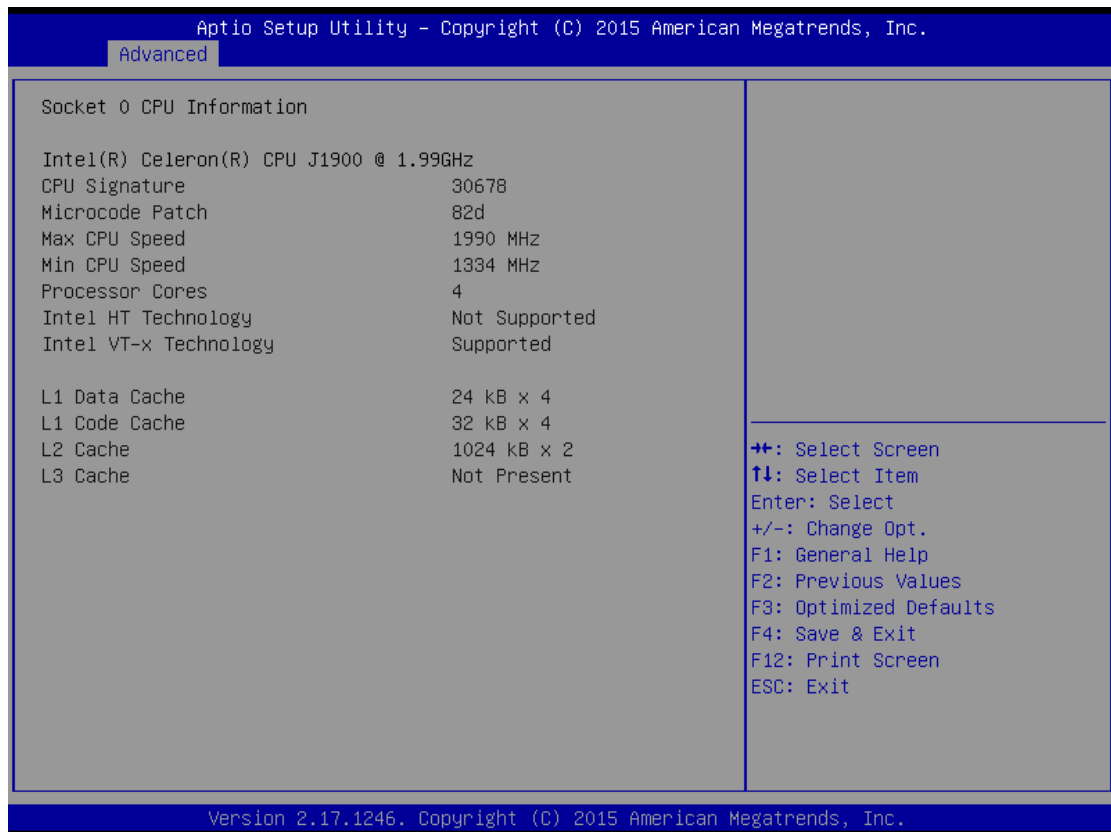 Aptio Setup Utility – Copyright (C) 2015 American Megatrends, Inc.
Advanced
Socket 0 CPU Information
Intel(R) Celeron(R) CPU J1900 @ 1.99GHz
CPU Signature 30678
Microcode Patch 82d
Max CPU Speed 1990 MHz
Min CPU Speed 1334 MHz
Processor Cores 4
Intel HT Technology Not Supported
Intel VT-x Technology Supported
L1 Data Cache 24 kB x 4
L1 Code Cache 32 kB x 4
L2 Cache 1024 kB x 2
L3 Cache Not Present
→←: Select Screen
↑↓: Select Item
Enter: Select
+/-: Change Opt.
F1: General Help
F2: Previous Values
F3: Optimized Defaults
F4: Save & Exit
F12: Print Screen
ESC: Exit
Version 2.17.1246. Copyright (C) 2015 American Megatrends, Inc.